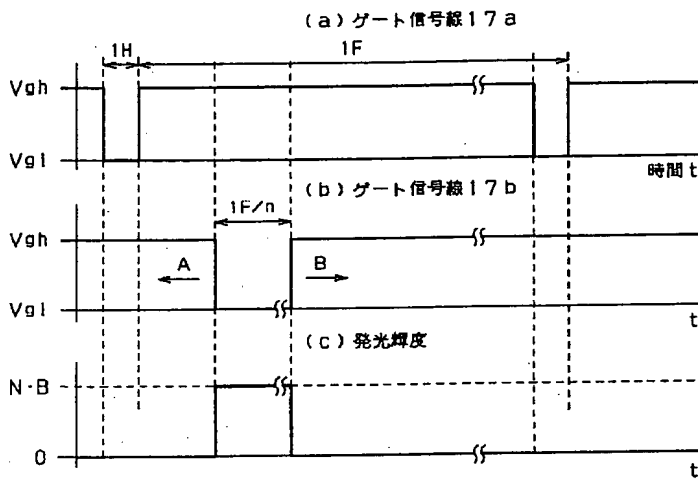 (a) ゲート信号線17a
1H
1F
Vgh
Vgl
時間t
(b) ゲート信号線17b
1F/n
Vgh
A
B
Vgl
t
(c) 発光輝度
N·B
0
t